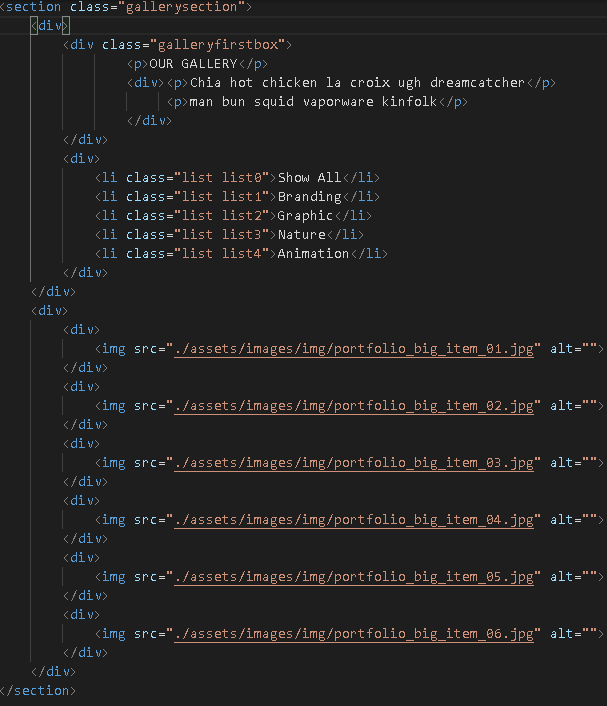 <section class="gallerysection">
<div>
<div class="galleryfirstbox">
<p>OUR GALLERY</p>
<div><p>Chia hot chicken la croix ugh dreamcatcher</p>
<p>man bun squid vaporware kinfolk</p>
</div>
</div>
<div>
<li class="list list0">Show All</li>
<li class="list list1">Branding</li>
<li class="list list2">Graphic</li>
<li class="list list3">Nature</li>
<li class="list list4">Animation</li>
</div>
</div>
<div>
<div>
<img src="./assets/images/img/portfolio_big_item_01.jpg" alt="">
</div>
<div>
<img src="./assets/images/img/portfolio_big_item_02.jpg" alt="">
</div>
<div>
<img src="./assets/images/img/portfolio_big_item_03.jpg" alt="">
</div>
<div>
<img src="./assets/images/img/portfolio_big_item_04.jpg" alt="">
</div>
<div>
<img src="./assets/images/img/portfolio_big_item_05.jpg" alt="">
</div>
<div>
<img src="./assets/images/img/portfolio_big_item_06.jpg" alt="">
</div>
</div>
</section>